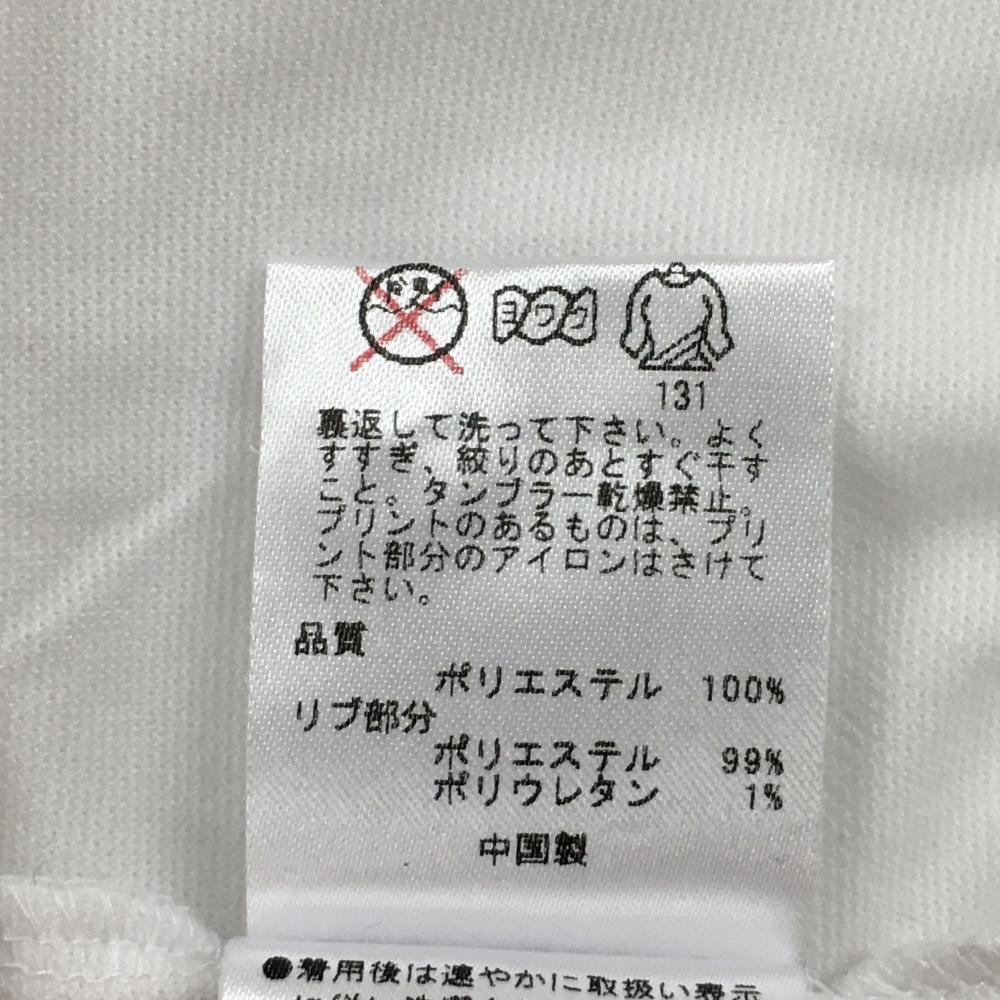 ヨワク
131
裏返して洗って下さい。よく
すすぎ、絞りのあとすぐ干す
こと。タンブラー乾燥禁止。
プリントのあるものは、プリ
ント部分のアイロンはさけて
下さい。
品質
ポリエステル 100%
リブ部分
ポリエステル 99%
ポリウレタン 1%
中国製
●着用後は速やかに取扱い表示